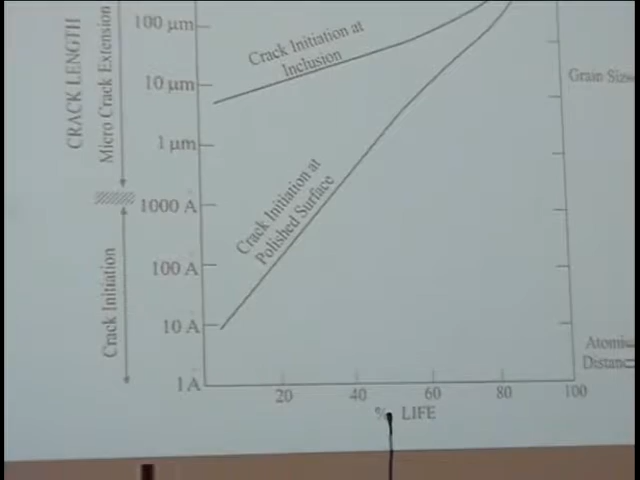 100 µm
10 µm
1 µm
1000 A
100 A
10 A
1 A
CRACK LENGTH
Micro Crack Extension
Crack Initiation
Crack Initiation at
Inclusion
Crack Initiation at
Polished Surface
Grain Size
Atomic
Distance
20
40
60
80
100
% LIFE